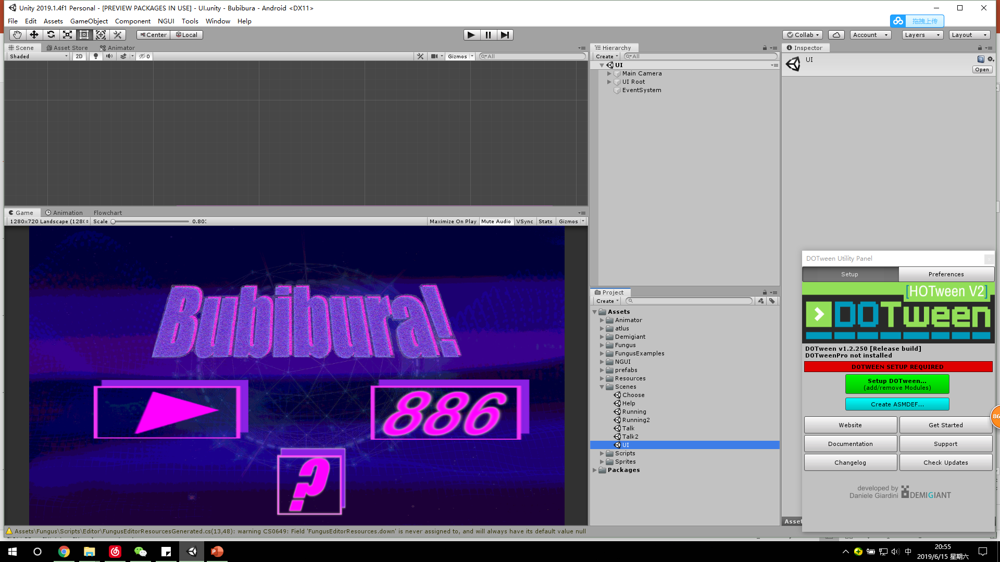 Unity 2019.1.4f1 Personal - [PREVIEW PACKAGES IN USE] - UI.unity - Bubibura - Android <DX11>
File Edit Assets GameObject Component NGUI Tools Window Help
拖拽上传
Center Local
Collab Account Layers Layout
Scene Asset Store Animator
Shaded 2D 0 Gizmos All
Hierarchy
Create All
UI
Main Camera
UI Root
EventSystem
Inspector
UI
Open
Game Animation Flowchart
1280x720 Landscape (128( Scale 0.80
Maximize On Play Mute Audio VSync Stats Gizmos
Bubibura!
886
?
Project
Create
Assets
Animator
atlus
Demigiant
Fungus
FungusExamples
NGUI
prefabs
Resources
Scenes
Choose
Help
Running
Running2
Talk
Talk2
UI
Scripts
Sprites
Packages
DOTween Utility Panel
Setup Preferences
[HOTween V2]
DOTween
DOTween v1.2.250 [Release build]
DOTweenPro not installed
DOTWEEN SETUP REQUIRED
Setup DOTween...
(add/remove Modules)
Create ASMDEF...
Website Get Started
Documentation Support
Changelog Check Updates
developed by
Daniele Giardini DEMIGIANT
Asset
86
Assets\Fungus\Scripts\Editor\FungusEditorResourcesGenerated.cs(13,48): warning CS0649: Field 'FungusEditorResources.down' is never assigned to, and will always have its default value null
中
20:55
2019/6/15 星期六